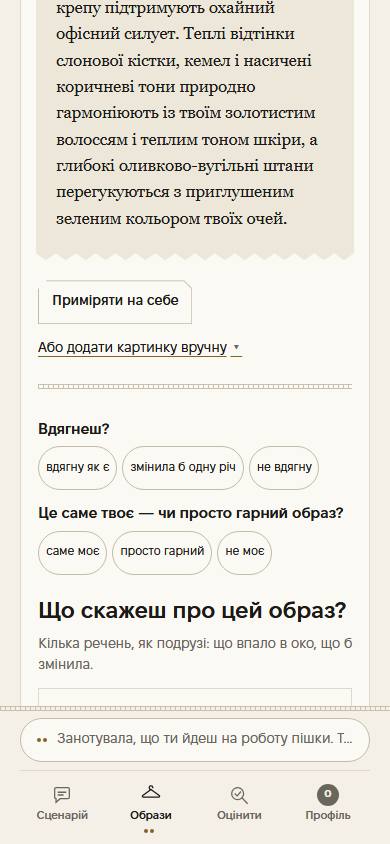 крепу підтримують охайний
офісний силует. Теплі відтінки
слонової кістки, кемел і насичені
коричневі тони природно
гармоніюють із твоїм золотистим
волоссям і теплим тоном шкіри, а
глибокі оливково-вугільні штани
перегукуються з приглушеним
зеленим кольором твоїх очей.
Приміряти на себе
Або додати картинку вручну
Вдягнеш?
вдягну як є
змінила б одну річ
не вдягну
Це саме твоє — чи просто гарний образ?
саме моє
просто гарний
не моє
Що скажеш про цей образ?
Кілька речень, як подрузі: що впало в око, що б
змінила.
Занотувала, що ти йдеш на роботу пішки. Т...
Сценарій
Образи
Оцінити
О
Профіль